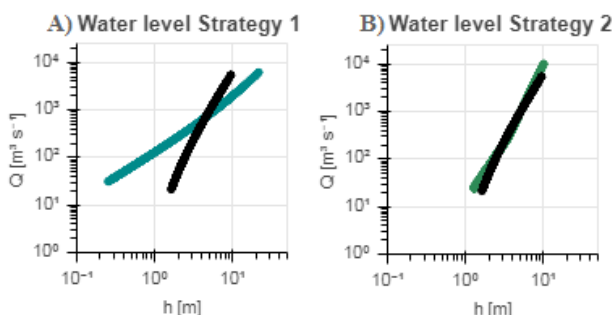 A) Water level Strategy 1
B) Water level Strategy 2
Q [m³ s⁻¹]
10⁴
10³
10²
10¹
10⁰
10⁻¹
10⁰
10¹
h [m]
Q [m³ s⁻¹]
10⁴
10³
10²
10¹
10⁰
10⁻¹
10⁰
10¹
h [m]